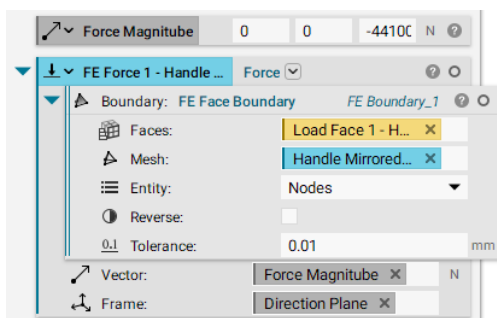 Force Magnitube 0 0 -44100 N
FE Force 1 - Handle ... Force
Boundary: FE Face Boundary FE Boundary_1
Faces: Load Face 1 - H...
Mesh: Handle Mirrored...
Entity: Nodes
Reverse:
0.1 Tolerance: 0.01 mm
Vector: Force Magnitube N
Frame: Direction Plane